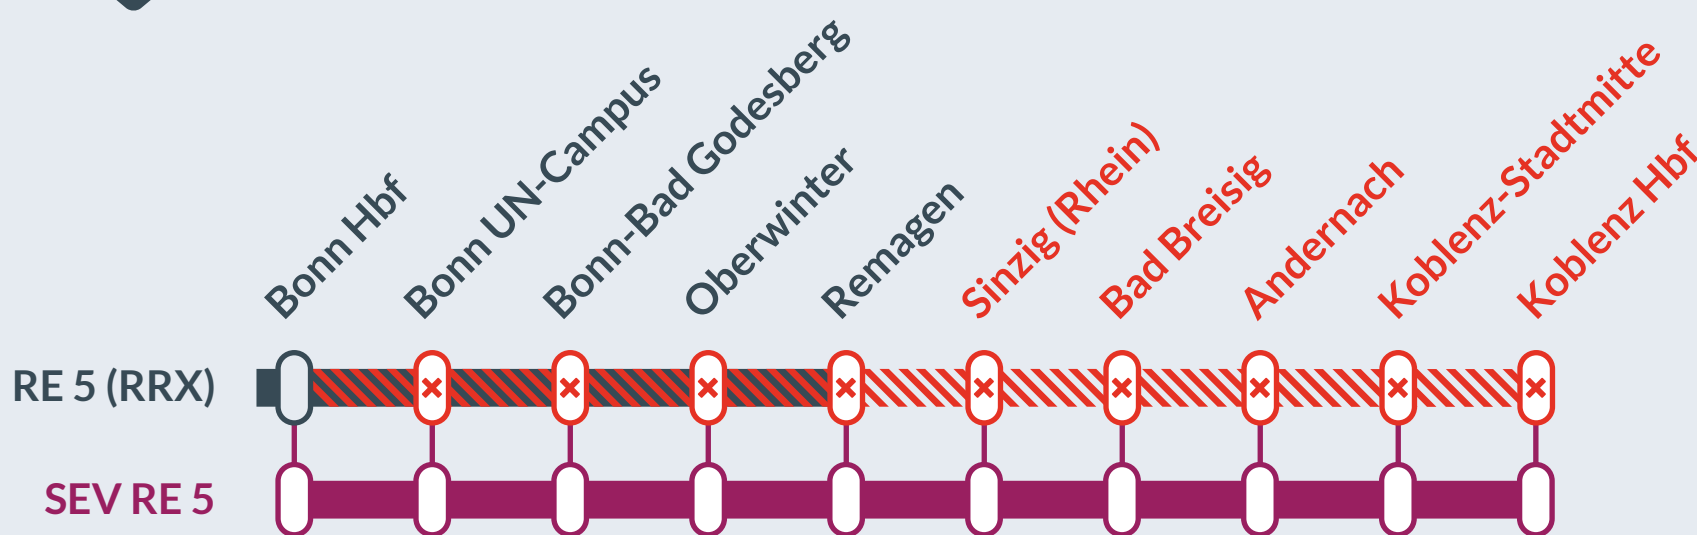 Bonn Hbf
Bonn UN-Campus
Bonn-Bad Godesberg
Oberwinter
Remagen
Sinzig (Rhein)
Bad Breisig
Andernach
Koblenz-Stadtmitte
Koblenz Hbf
RE 5 (RRX)
SEV RE 5